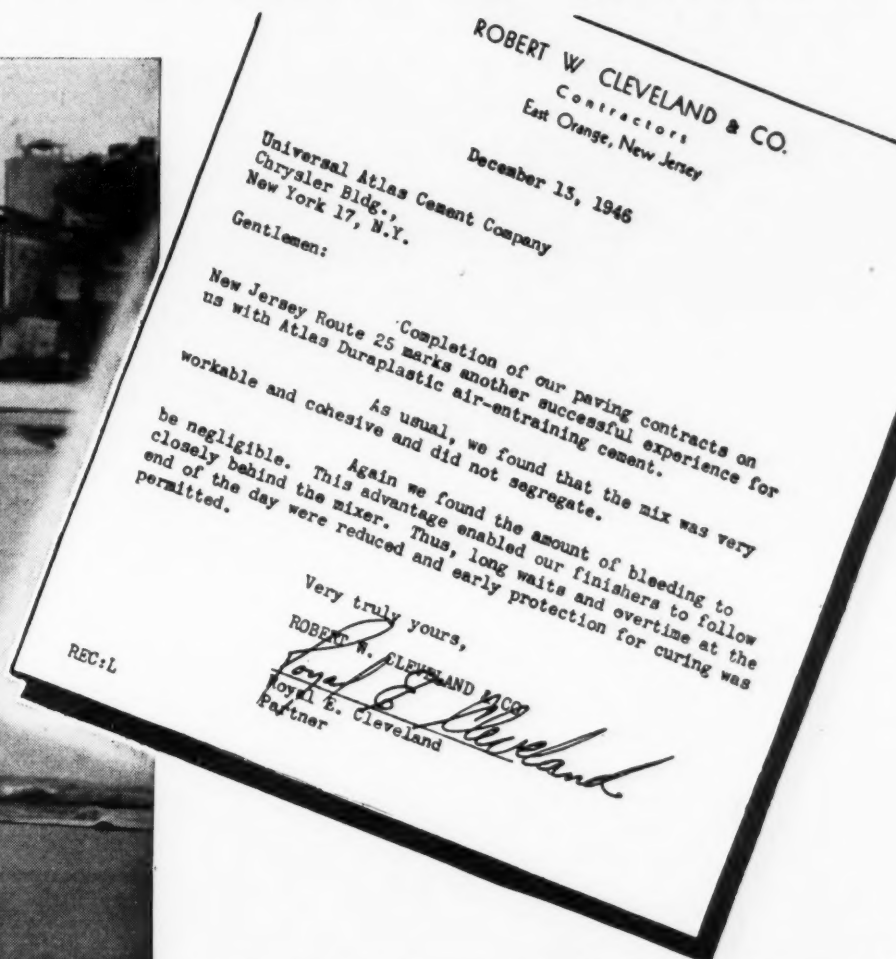 ROBERT W CLEVELAND & CO.
Contractors
East Orange, New Jersey
December 13, 1946
Universal Atlas Cement Company
Chrysler Bldg.,
New York 17, N.Y.
Gentlemen:
Completion of our paving contracts on
New Jersey Route 25 marks another successful experience for
us with Atlas Duraplastic air-entraining cement.
As usual, we found that the mix was very
workable and cohesive and did not segregate.
Again we found the amount of bleeding to
be negligible. This advantage enabled our finishers to follow
closely behind the mixer. Thus, long waits and overtime at the
end of the day were reduced and early protection for curing was
permitted.
Very truly yours,
ROBERT W. CLEVELAND & CO.
Royal E Cleveland
Royal E. Cleveland
Partner
REC:L